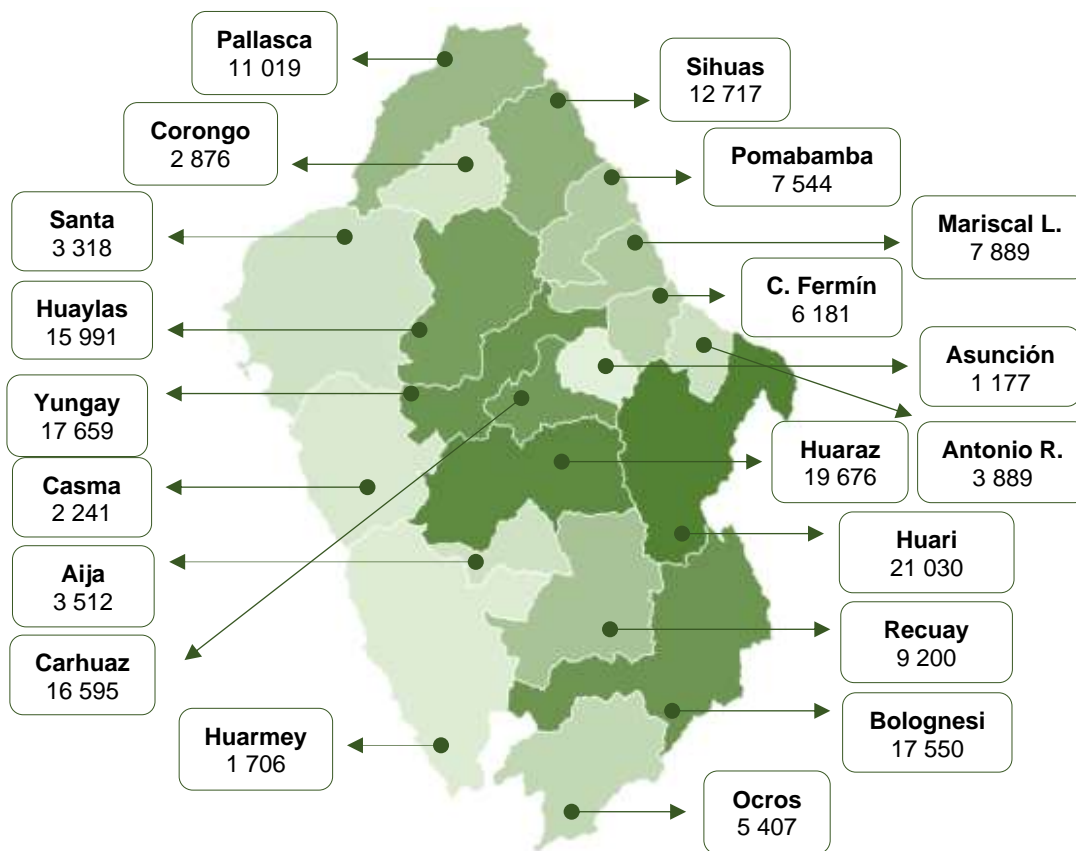 Pallasca
11 019
Sihuas
12 717
Corongo
2 876
Pomabamba
7 544
Santa
3 318
Mariscal L.
7 889
C. Fermín
6 181
Huaylas
15 991
Asunción
1 177
Yungay
17 659
Huaraz
19 676
Antonio R.
3 889
Casma
2 241
Huari
21 030
Aija
3 512
Recuay
9 200
Carhuaz
16 595
Bolognesi
17 550
Huarmey
1 706
Ocros
5 407